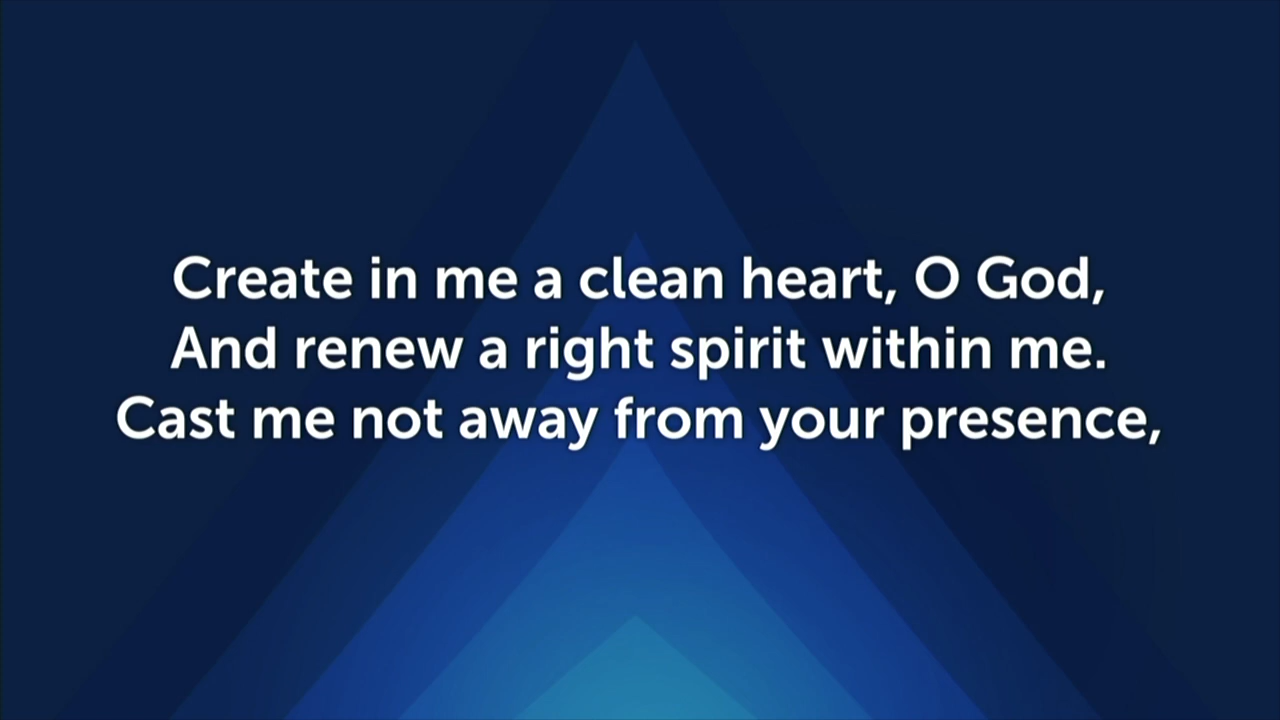 Create in me a clean heart, O God,
And renew a right spirit within me.
Cast me not away from your presence,